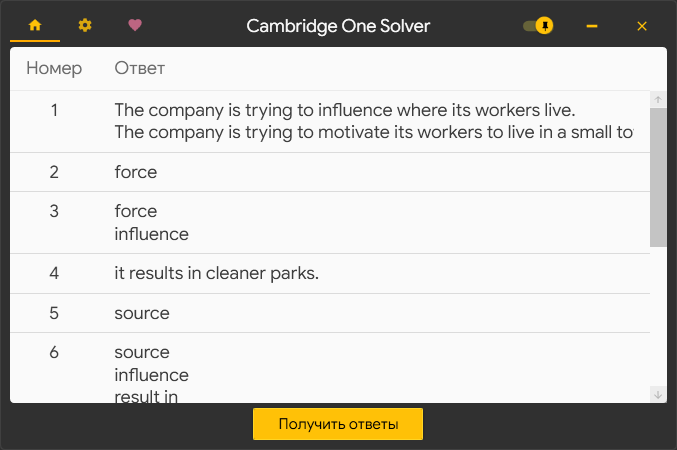 Cambridge One Solver
Номер Ответ
1 The company is trying to influence where its workers live.
The company is trying to motivate its workers to live in a small
2 force
3 force
influence
4 it results in cleaner parks.
5 source
6 source
influence
result in
Получить ответы